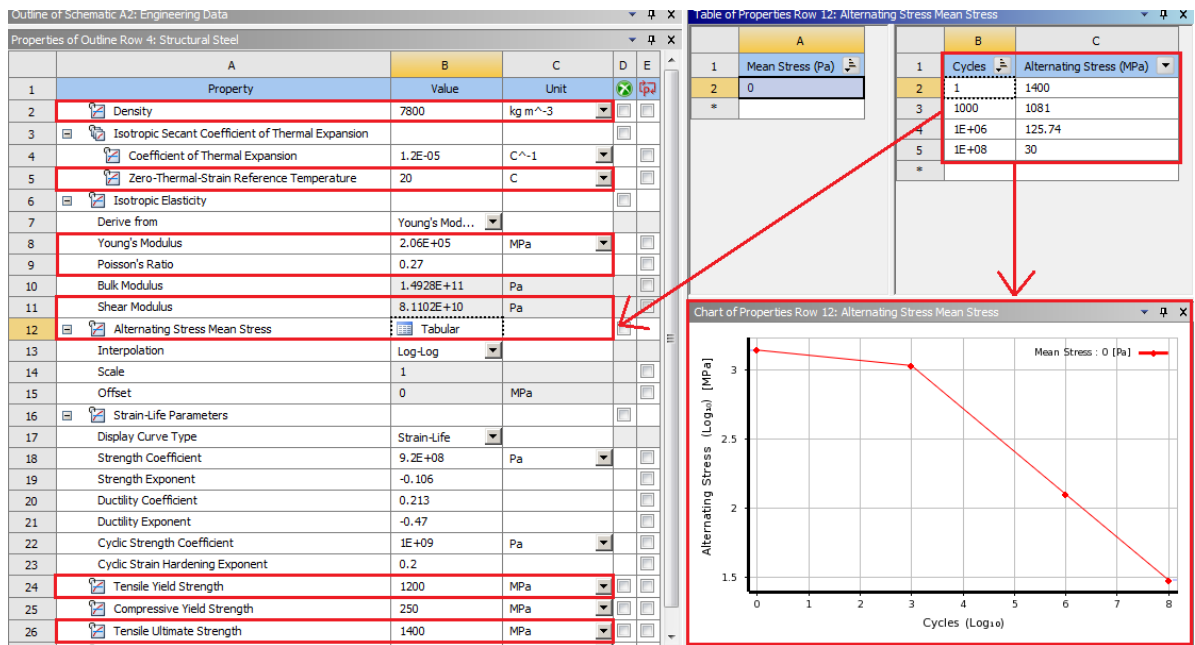 Outline of Schematic A2: Engineering Data
Properties of Outline Row 4: Structural Steel
A B C D E
1 Property Value Unit
2 Density 7800 kg m^-3
3 Isotropic Secant Coefficient of Thermal Expansion
4 Coefficient of Thermal Expansion 1.2E-05 C^-1
5 Zero-Thermal-Strain Reference Temperature 20 C
6 Isotropic Elasticity
7 Derive from Young's Mod...
8 Young's Modulus 2.06E+05 MPa
9 Poisson's Ratio 0.27
10 Bulk Modulus 1.4928E+11 Pa
11 Shear Modulus 8.1102E+10 Pa
12 Alternating Stress Mean Stress Tabular
13 Interpolation Log-Log
14 Scale 1
15 Offset 0 MPa
16 Strain-Life Parameters
17 Display Curve Type Strain-Life
18 Strength Coefficient 9.2E+08 Pa
19 Strength Exponent -0.106
20 Ductility Coefficient 0.213
21 Ductility Exponent -0.47
22 Cyclic Strength Coefficient 1E+09 Pa
23 Cyclic Strain Hardening Exponent 0.2
24 Tensile Yield Strength 1200 MPa
25 Compressive Yield Strength 250 MPa
26 Tensile Ultimate Strength 1400 MPa
Table of Properties Row 12: Alternating Stress Mean Stress
A
1 Mean Stress (Pa)
2 0
*
B C
1 Cycles Alternating Stress (MPa)
2 1 1400
3 1000 1081
4 1E+06 125.74
5 1E+08 30
*
Chart of Properties Row 12: Alternating Stress Mean Stress
Mean Stress : 0 [Pa]
Alternating Stress (Log₁₀) [MPa]
3
2.5
2
1.5
0 1 2 3 4 5 6 7 8
Cycles (Log₁₀)